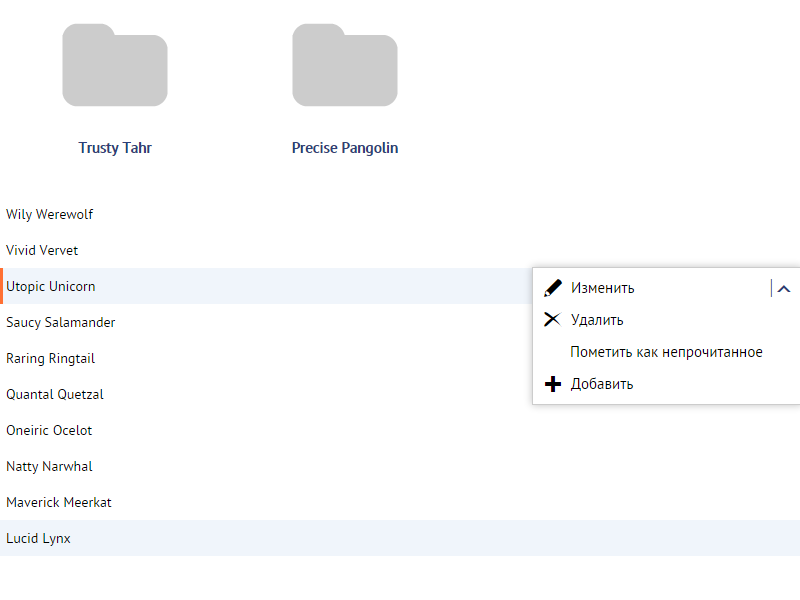 Trusty Tahr
Precise Pangolin
Wily Werewolf
Vivid Vervet
Utopic Unicorn
Saucy Salamander
Raring Ringtail
Quantal Quetzal
Oneiric Ocelot
Natty Narwhal
Maverick Meerkat
Lucid Lynx
Изменить
Удалить
Пометить как непрочитанное
Добавить